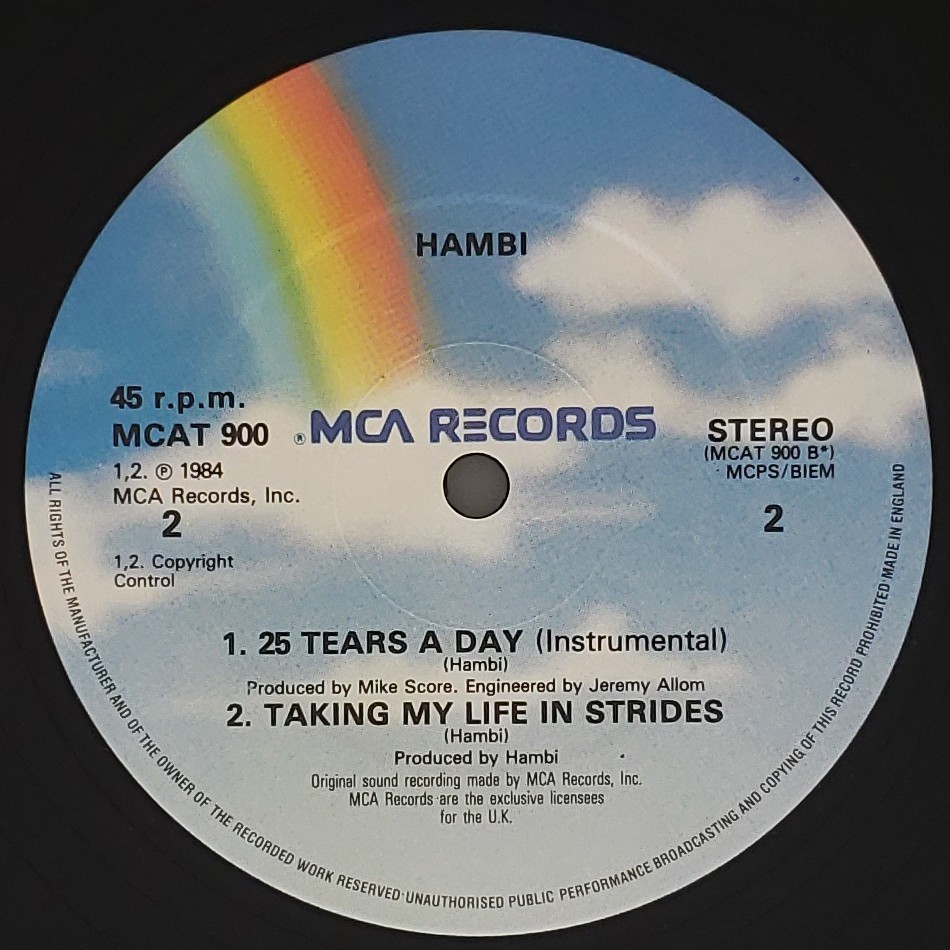 HAMBI
45 r.p.m.
MCAT 900
® MCA RECORDS
STEREO
(MCAT 900 B*)
MCPS/BIEM
1,2. ℗ 1984
MCA Records, Inc.
2
2
1,2. Copyright
Control
1. 25 TEARS A DAY (Instrumental)
(Hambi)
Produced by Mike Score. Engineered by Jeremy Allom
2. TAKING MY LIFE IN STRIDES
(Hambi)
Produced by Hambi
Original sound recording made by MCA Records, Inc.
MCA Records are the exclusive licensees
for the U.K.
ALL RIGHTS OF THE MANUFACTURER AND OF THE OWNER OF THE RECORDED WORK RESERVED·UNAUTHORISED PUBLIC PERFORMANCE BROADCASTING AND COPYING OF THIS RECORD PROHIBITED·MADE IN ENGLAND